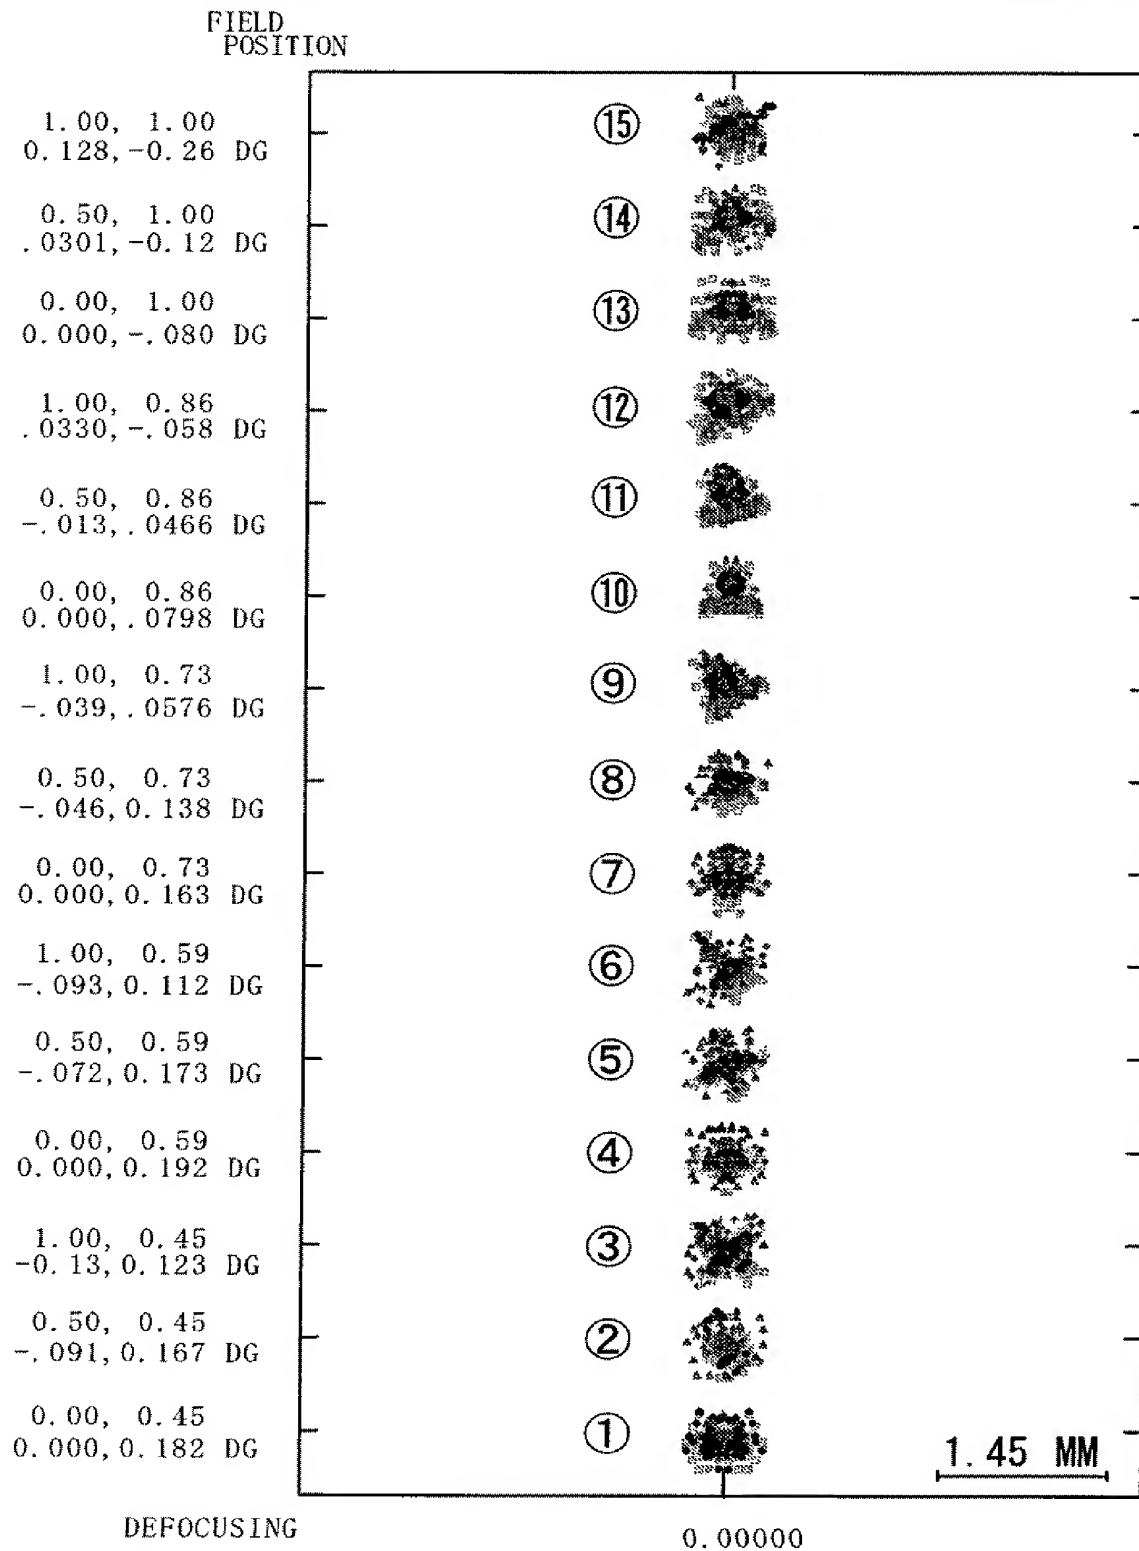 FIELD
POSITION
1.00, 1.00
0.128,-0.26 DG
⑮
0.50, 1.00
.0301,-0.12 DG
⑭
0.00, 1.00
0.000,-.080 DG
⑬
1.00, 0.86
.0330,-.058 DG
⑫
0.50, 0.86
-.013,.0466 DG
⑪
0.00, 0.86
0.000,.0798 DG
⑩
1.00, 0.73
-.039,.0576 DG
⑨
0.50, 0.73
-.046,0.138 DG
⑧
0.00, 0.73
0.000,0.163 DG
⑦
1.00, 0.59
-.093,0.112 DG
⑥
0.50, 0.59
-.072,0.173 DG
⑤
0.00, 0.59
0.000,0.192 DG
④
1.00, 0.45
-0.13,0.123 DG
③
0.50, 0.45
-.091,0.167 DG
②
0.00, 0.45
0.000,0.182 DG
①
1.45 MM
DEFOCUSING
0.00000